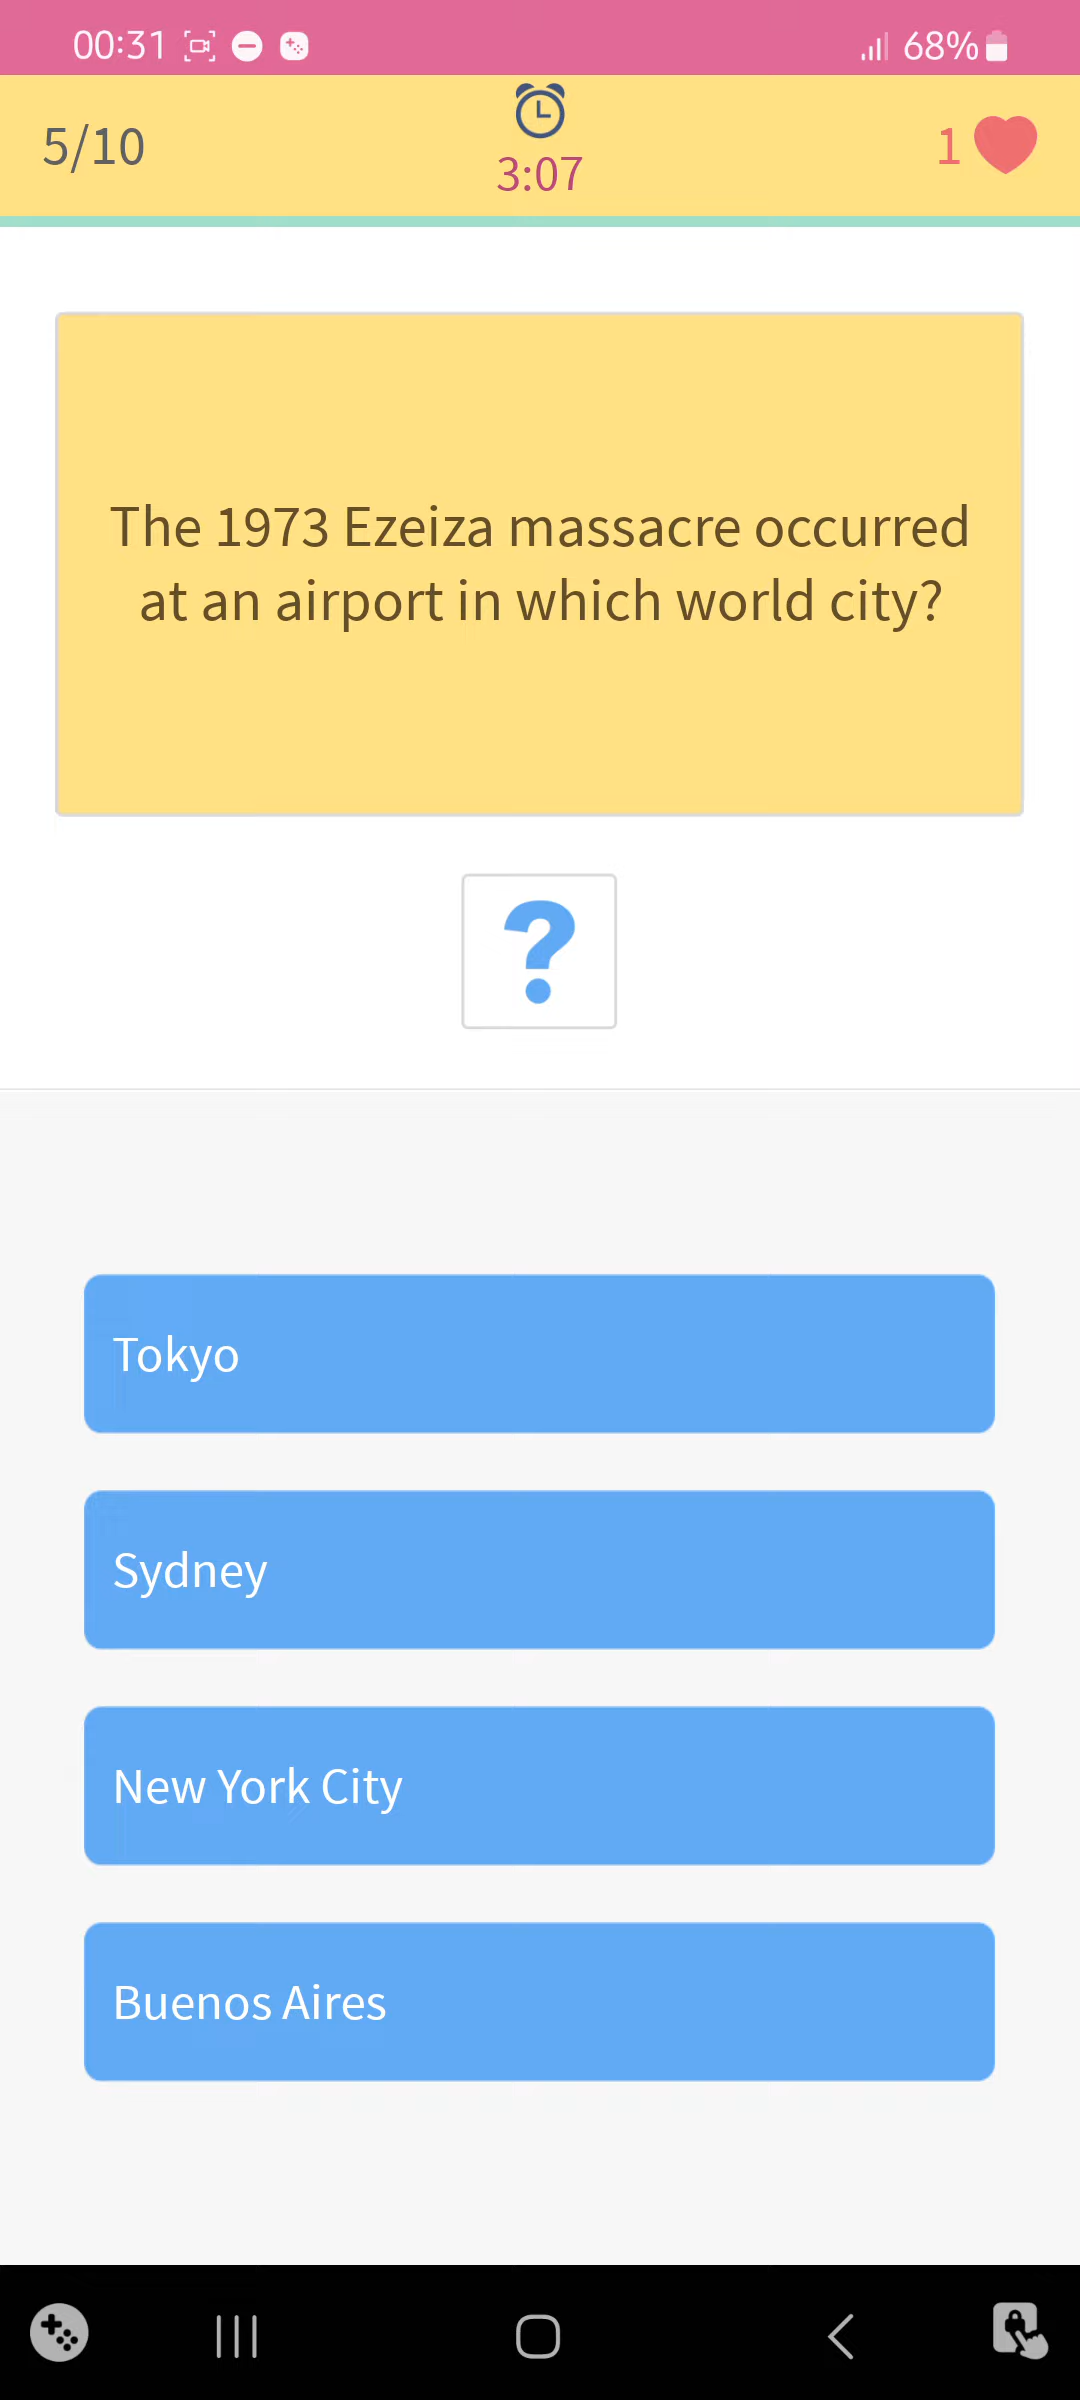 00:31 68%
5/10
3:07
1
The 1973 Ezeiza massacre occurred
at an airport in which world city?
?
Tokyo
Sydney
New York City
Buenos Aires